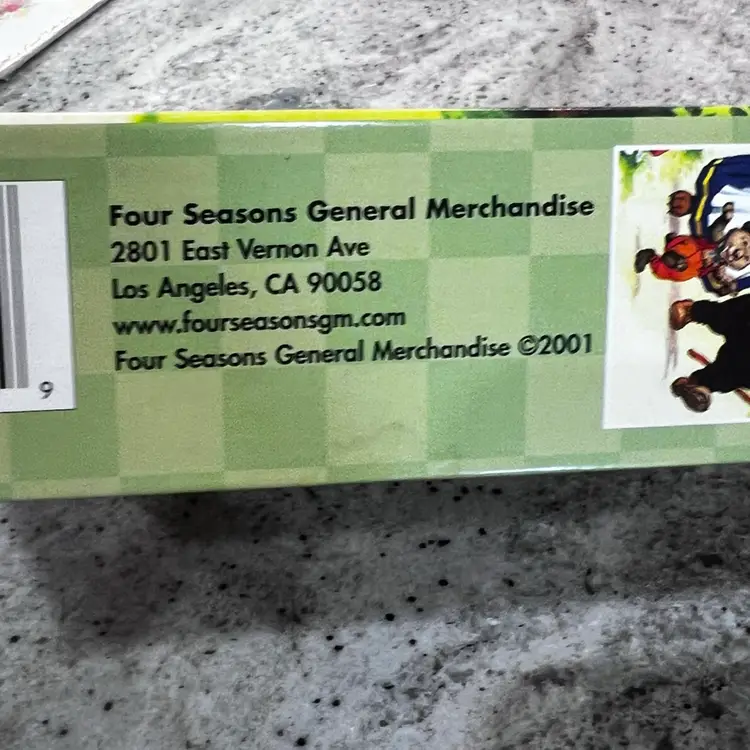 Four Seasons General Merchandise
2801 East Vernon Ave
Los Angeles, CA 90058
www.fourseasonsgm.com
Four Seasons General Merchandise ©2001
9